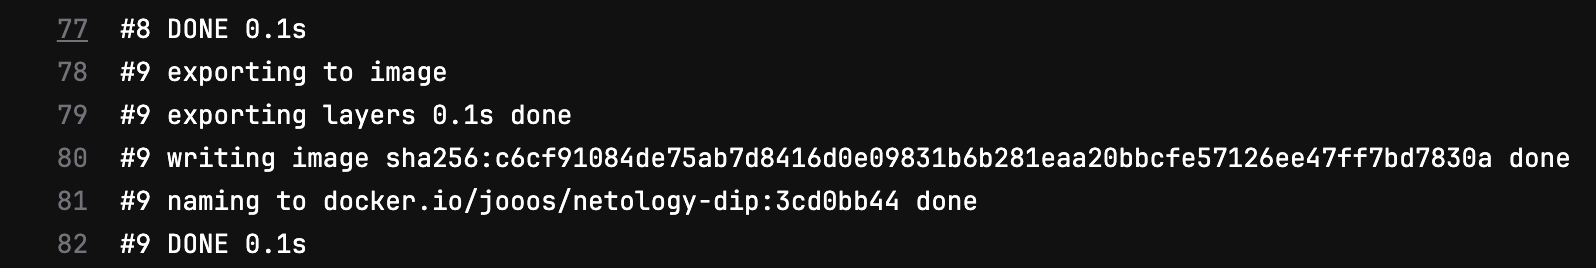 77 #8 DONE 0.1s
78 #9 exporting to image
79 #9 exporting layers 0.1s done
80 #9 writing image sha256:c6cf91084de75ab7d8416d0e09831b6b281eaa20bbcfe57126ee47ff7bd7830a done
81 #9 naming to docker.io/jooos/netology-dip:3cd0bb44 done
82 #9 DONE 0.1s